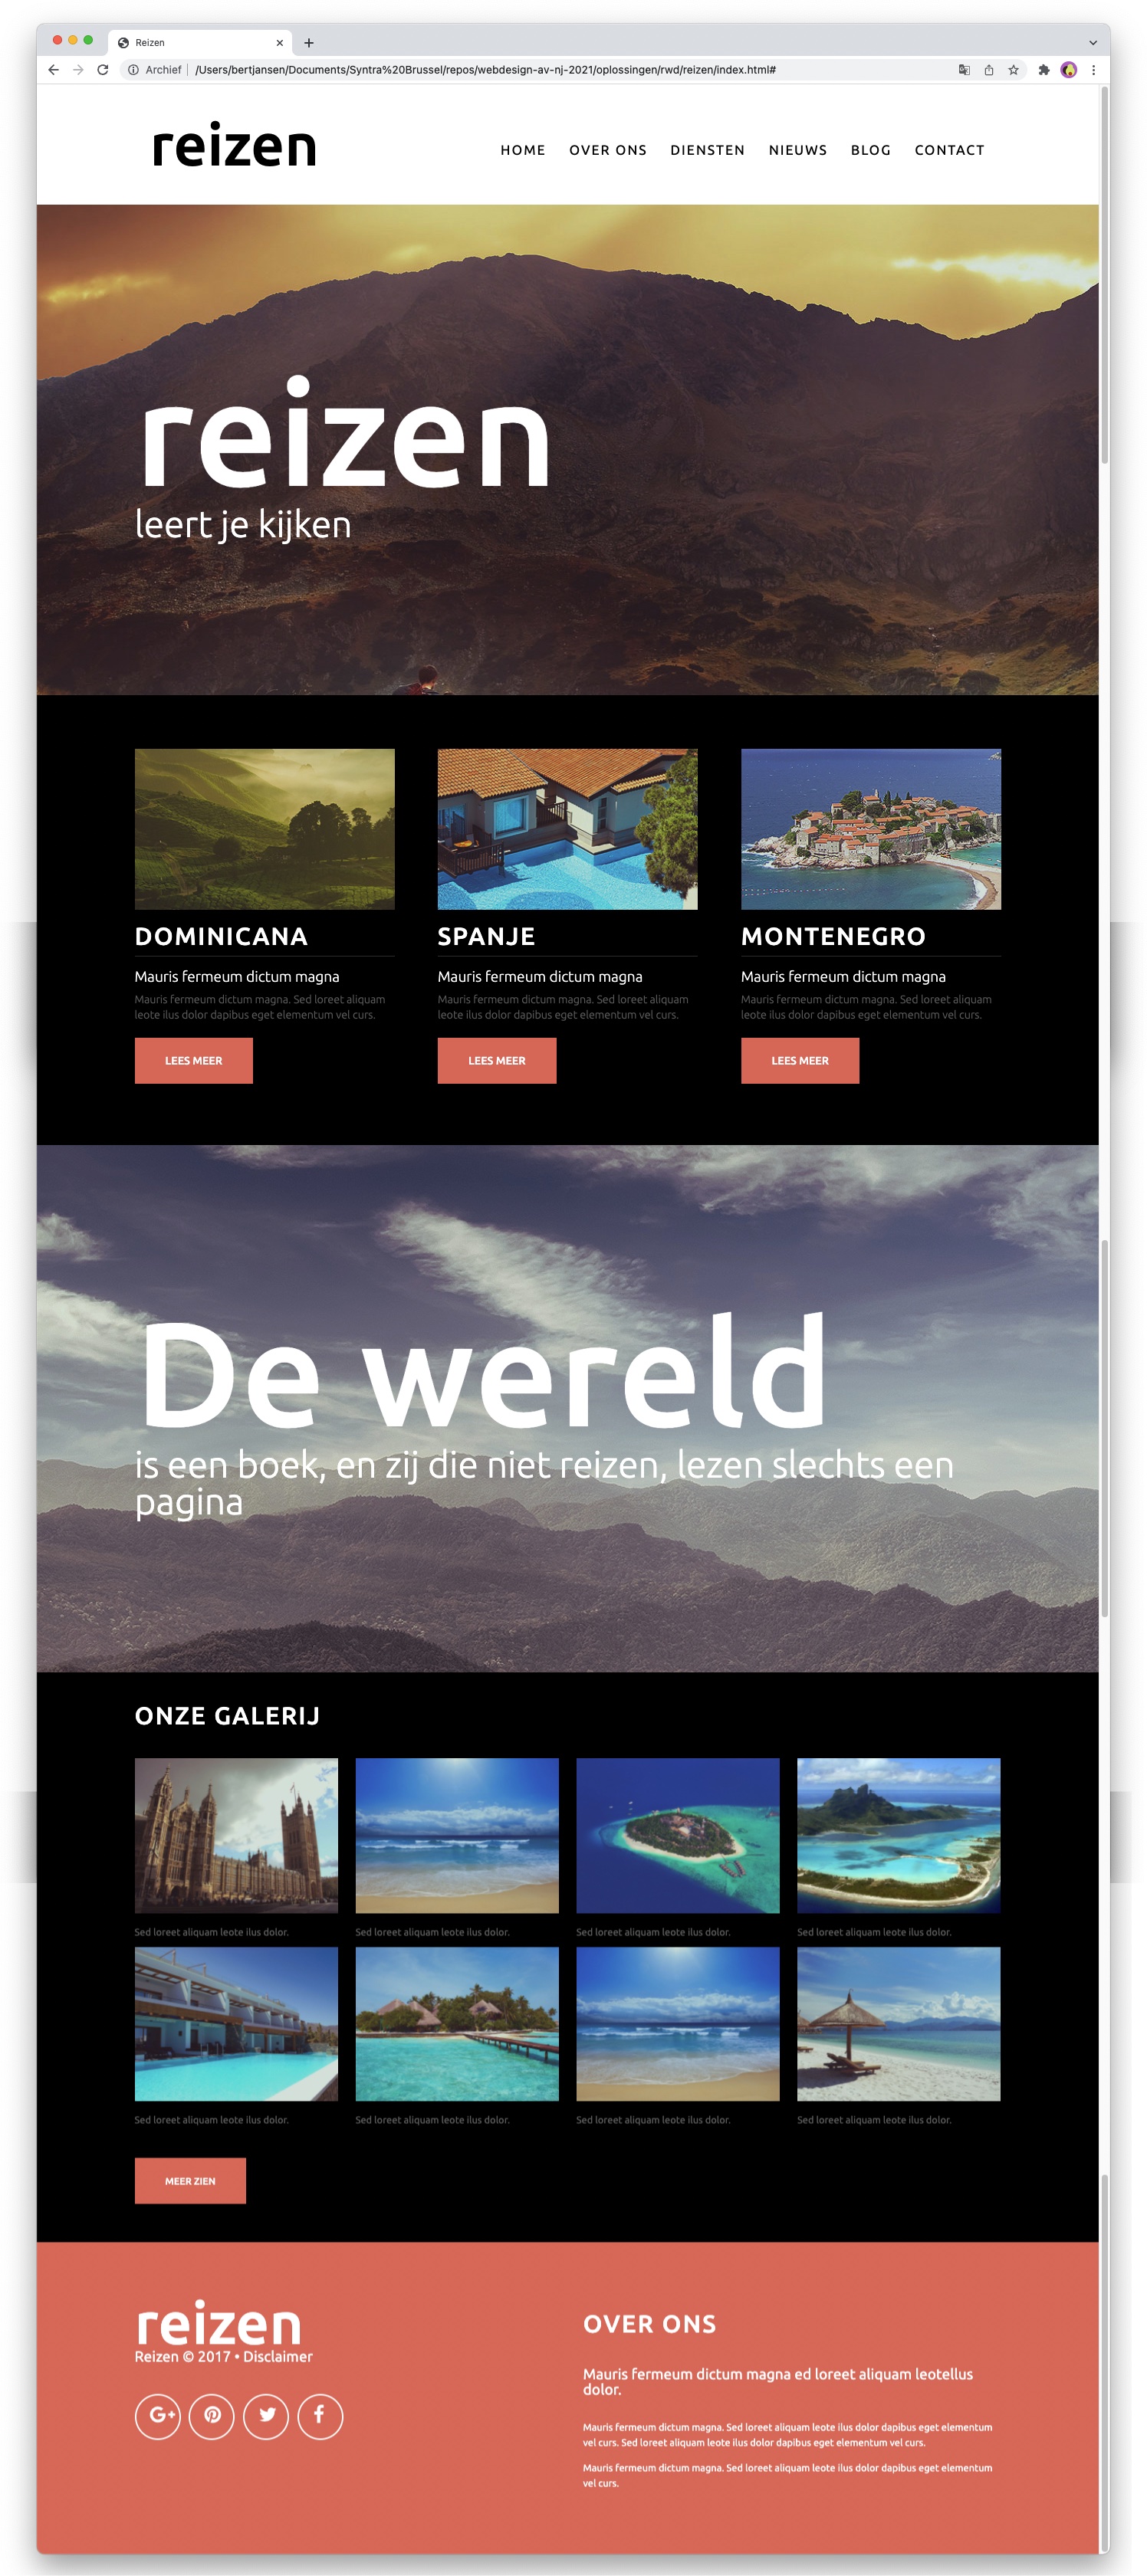 Reizen
Archief /Users/bertjansen/Documents/Syntra%20Brussel/repos/webdesign-av-nj-2021/oplossingen/rwd/reizen/index.html#
reizen
HOME OVER ONS DIENSTEN NIEUWS BLOG CONTACT
reizen
leert je kijken
DOMINICANA
Mauris fermeum dictum magna
Mauris fermeum dictum magna. Sed loreet aliquam
leote ilus dolor dapibus eget elementum vel curs.
LEES MEER
SPANJE
Mauris fermeum dictum magna
Mauris fermeum dictum magna. Sed loreet aliquam
leote ilus dolor dapibus eget elementum vel curs.
LEES MEER
MONTENEGRO
Mauris fermeum dictum magna
Mauris fermeum dictum magna. Sed loreet aliquam
leote ilus dolor dapibus eget elementum vel curs.
LEES MEER
De wereld
is een boek, en zij die niet reizen, lezen slechts een
pagina
ONZE GALERIJ
Sed loreet aliquam leote ilus dolor.
Sed loreet aliquam leote ilus dolor.
Sed loreet aliquam leote ilus dolor.
Sed loreet aliquam leote ilus dolor.
Sed loreet aliquam leote ilus dolor.
Sed loreet aliquam leote ilus dolor.
Sed loreet aliquam leote ilus dolor.
Sed loreet aliquam leote ilus dolor.
MEER ZIEN
reizen
Reizen © 2017 • Disclaimer
OVER ONS
Mauris fermeum dictum magna ed loreet aliquam leotellus
dolor.
Mauris fermeum dictum magna. Sed loreet aliquam leote ilus dolor dapibus eget elementum
vel curs. Sed loreet aliquam leote ilus dolor dapibus eget elementum vel curs.
Mauris fermeum dictum magna. Sed loreet aliquam leote ilus dolor dapibus eget elementum
vel curs.